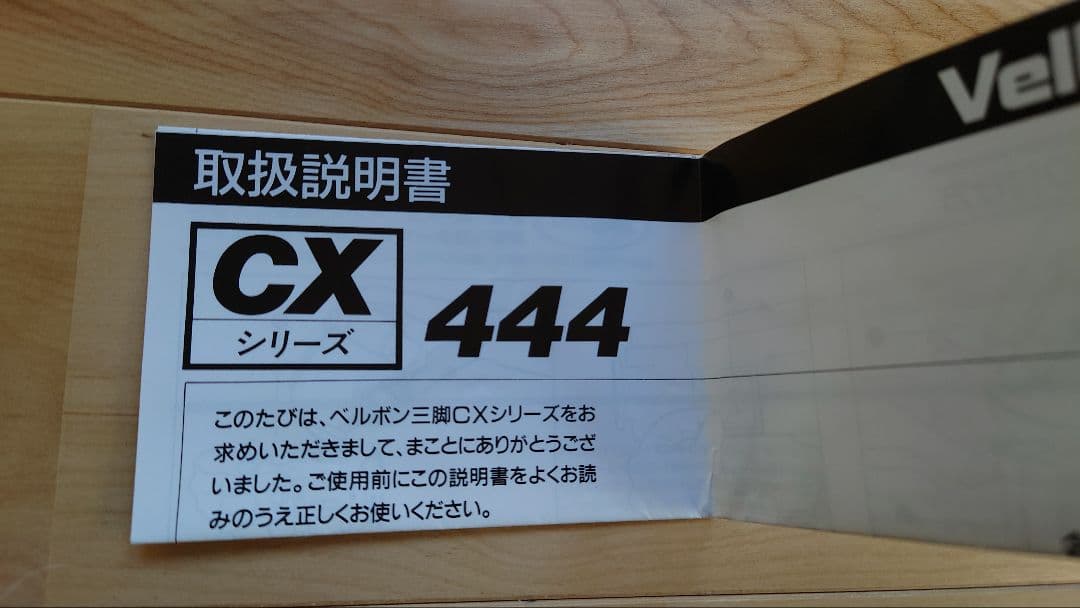 取扱説明書
Vel
CX
シリーズ
444
このたびは、ベルボン三脚CXシリーズをお
求めいただきまして、まことにありがとうござ
いました。ご使用前にこの説明書をよくお読
みのうえ正しくお使いください。